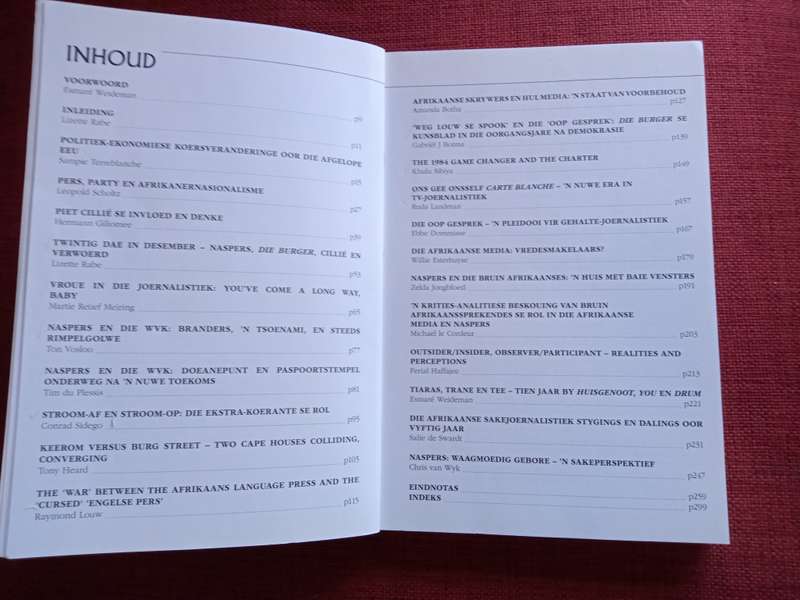 INHOUD
VOORWOORD
Esmaré Weideman p9
INLEIDING
Lizette Rabe p11
POLITIEK-EKONOMIESE KOERSVERANDERINGE OOR DIE AFGELOPE
EEU
Sampie Terreblanche p15
PERS, PARTY EN AFRIKANERNASIONALISME
Leopold Scholtz p27
PIET CILLIÉ SE INVLOED EN DENKE
Hermann Giliomee p39
TWINTIG DAE IN DESEMBER – NASPERS, DIE BURGER, CILLIÉ EN
VERWOERD
Lizette Rabe p53
VROUE IN DIE JOERNALISTIEK: YOU'VE COME A LONG WAY,
BABY
Martie Retief Meiring p65
NASPERS EN DIE WVK: BRANDERS, 'N TSOENAMI, EN STEEDS
RIMPELGOLWE
Ton Vosloo p77
NASPERS EN DIE WVK: DOEANEPUNT EN PASPOORTSTEMPEL
ONDERWEG NA 'N NUWE TOEKOMS
Tim du Plessis p81
STROOM-AF EN STROOM-OP: DIE EKSTRA-KOERANTE SE ROL
Conrad Sidego p95
KEEROM VERSUS BURG STREET – TWO CAPE HOUSES COLLIDING,
CONVERGING
Tony Heard p105
THE 'WAR' BETWEEN THE AFRIKAANS LANGUAGE PRESS AND THE
'CURSED' 'ENGELSE PERS'
Raymond Louw p115
AFRIKAANSE SKRYWERS EN HUL MEDIA: 'N STAAT VAN VOORBEHOUD
Amanda Botha p127
'WEG LOUW SE SPOOK' EN DIE 'OOP GESPREK': DIE BURGER SE
KUNSBLAD IN DIE OORGANGSJARE NA DEMOKRASIE
Gabriël J Botma p139
THE 1984 GAME CHANGER AND THE CHARTER
Khulu Mbiya p149
ONS GEE ONSSELF CARTE BLANCHE – 'N NUWE ERA IN
TV-JOERNALISTIEK
Ruda Landman p157
DIE OOP GESPREK – 'N PLEIDOOI VIR GEHALTE-JOERNALISTIEK
Ebbe Dommisse p167
DIE AFRIKAANSE MEDIA: VREDESMAKELAARS?
Willie Esterhuyse p179
NASPERS EN DIE BRUIN AFRIKAANSES: 'N HUIS MET BAIE VENSTERS
Zelda Jongbloed p191
'N KRITIES-ANALITIESE BESKOUING VAN BRUIN
AFRIKAANSSPREKENDES SE ROL IN DIE AFRIKAANSE
MEDIA EN NASPERS
Michael le Cordeur p203
OUTSIDER/INSIDER, OBSERVER/PARTICIPANT – REALITIES AND
PERCEPTIONS
Ferial Haffajee p213
TIARAS, TRANE EN TEE – TIEN JAAR BY HUISGENOOT, YOU EN DRUM
Esmaré Weideman p221
DIE AFRIKAANSE SAKEJOERNALISTIEK STYGINGS EN DALINGS OOR
VYFTIG JAAR
Salie de Swardt p231
NASPERS: WAAGMOEDIG GEBORE – 'N SAKEPERSPEKTIEF
Chris van Wyk p247
EINDNOTAS p259
INDEKS p299